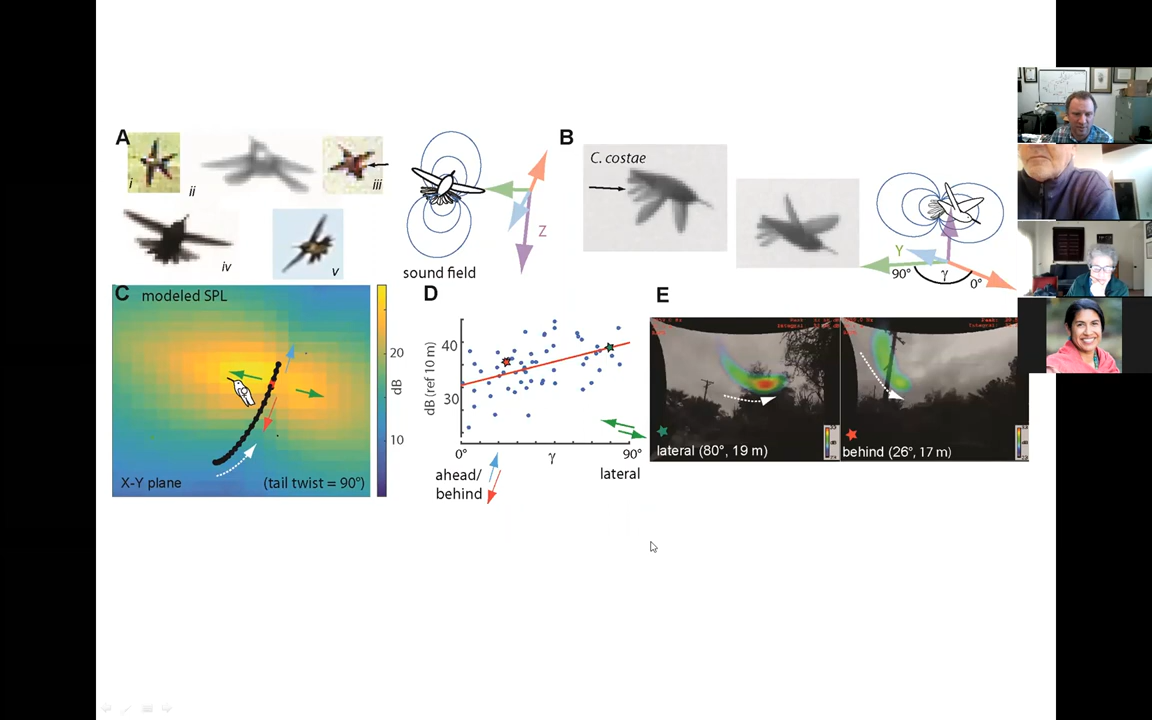 A
i
ii
iii
iv
v
sound field
Z
B
C. costae
Y
90°
γ
0°
C modeled SPL
20
dB
10
X-Y plane
(tail twist = 90°)
D
dB (ref 10 m)
40
30
0°
γ
90°
ahead/
behind
lateral
E
lateral (80°, 19 m)
behind (26°, 17 m)